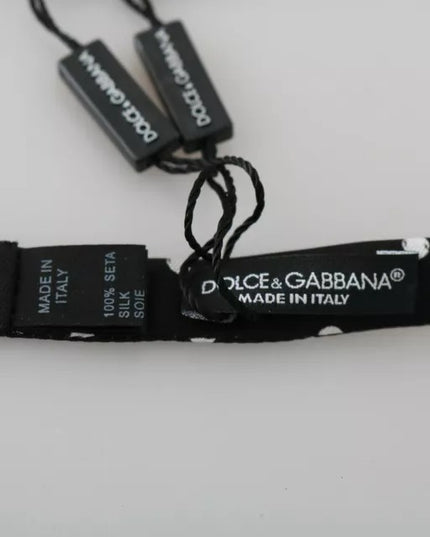 DOLCE&GABBANA
DOLCE&GABBANA
MADE IN
ITALY
100% SETA
SILK
SOIE
DOLCE&GABBANA®
MADE IN ITALY